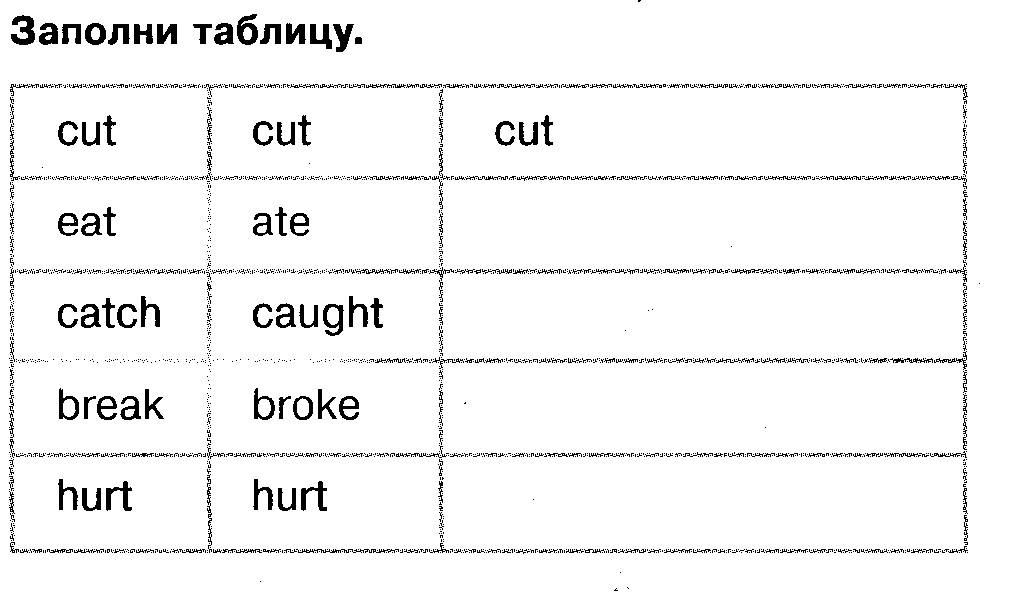 Заполни таблицу.
cut cut cut
eat ate
catch caught
break broke
hurt hurt